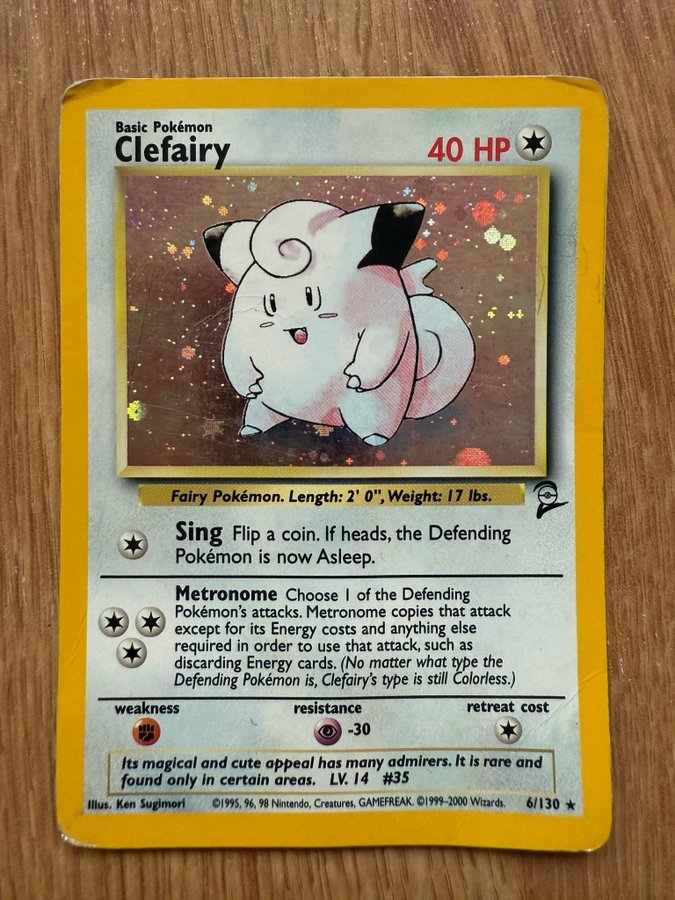 Basic Pokémon
Clefairy 40 HP
Fairy Pokémon. Length: 2' 0", Weight: 17 lbs.
Sing Flip a coin. If heads, the Defending
Pokémon is now Asleep.
Metronome Choose 1 of the Defending
Pokémon's attacks. Metronome copies that attack
except for its Energy costs and anything else
required in order to use that attack, such as
discarding Energy cards. (No matter what type the
Defending Pokémon is, Clefairy's type is still Colorless.)
weakness resistance retreat cost
-30
Its magical and cute appeal has many admirers. It is rare and
found only in certain areas. LV. 14 #35
Illus. Ken Sugimori ©1995, 96, 98 Nintendo, Creatures, GAMEFREAK. ©1999-2000 Wizards. 6/130 ★